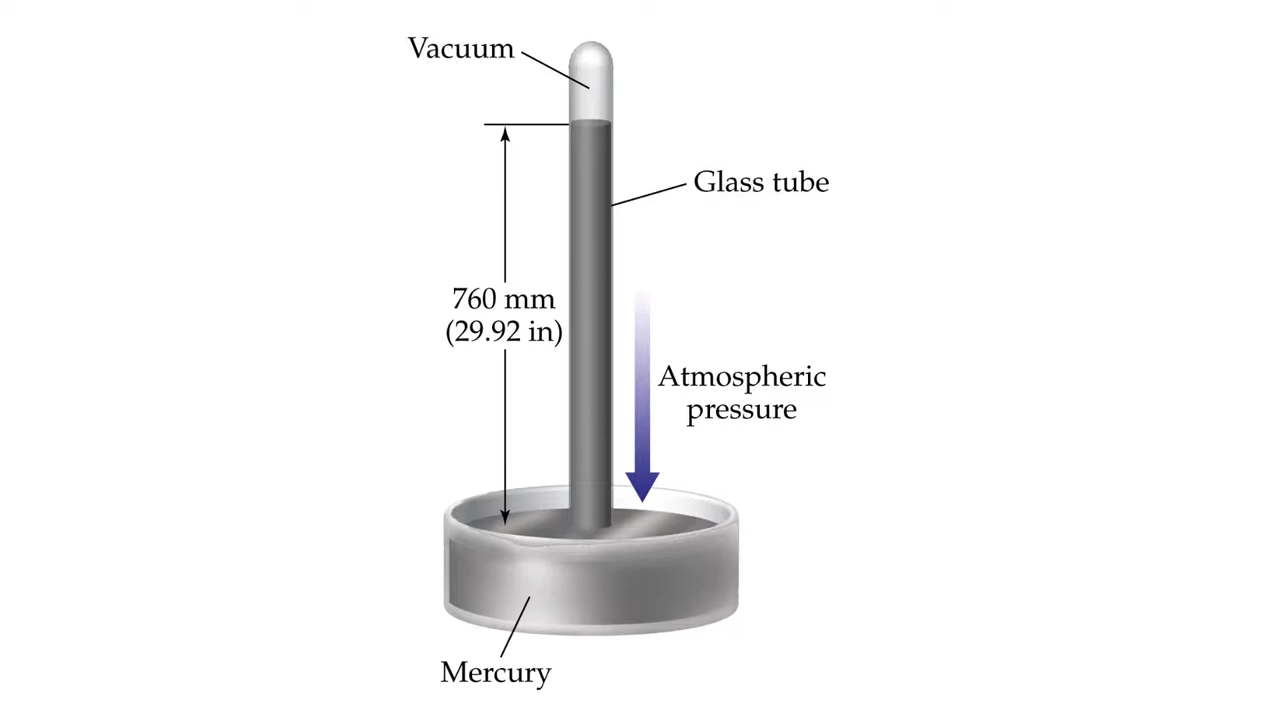 Vacuum
Glass tube
760 mm
(29.92 in)
Atmospheric
pressure
Mercury